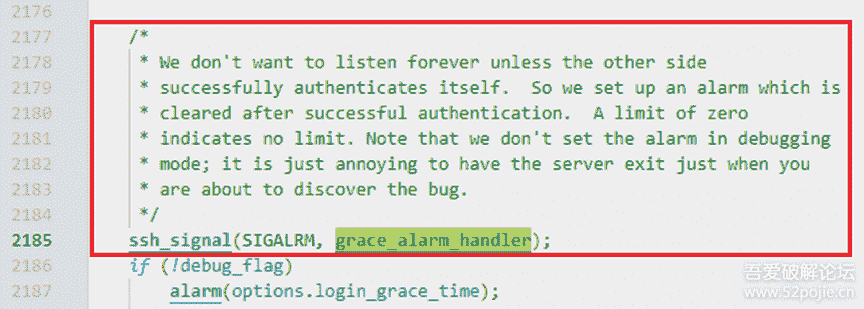 2176
2177 /*
2178 * We don't want to listen forever unless the other side
2179 * successfully authenticates itself.  So we set up an alarm which is
2180 * cleared after successful authentication.  A limit of zero
2181 * indicates no limit. Note that we don't set the alarm in debugging
2182 * mode; it is just annoying to have the server exit just when you
2183 * are about to discover the bug.
2184 */
2185 ssh_signal(SIGALRM, grace_alarm_handler);
2186 if (!debug_flag)
2187 alarm(options.login_grace_time);
吾爱破解论坛
www.52pojie.cn